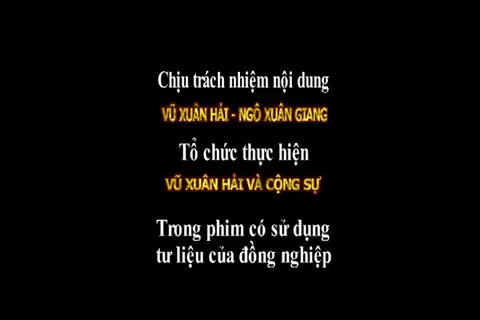 Chịu trách nhiệm nội dung
VŨ XUÂN HẢI - NGÔ XUÂN GIANG
Tổ chức thực hiện
VŨ XUÂN HẢI VÀ CỘNG SỰ
Trong phim có sử dụng
tư liệu của đồng nghiệp